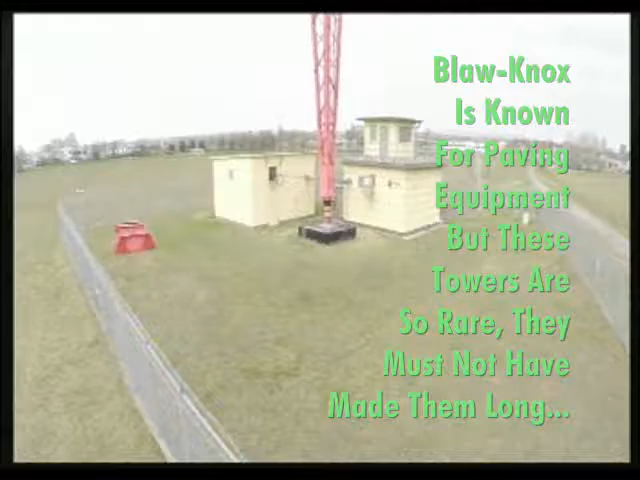 Blaw-Knox
Is Known
For Paving
Equipment
But These
Towers Are
So Rare, They
Must Not Have
Made Them Long...